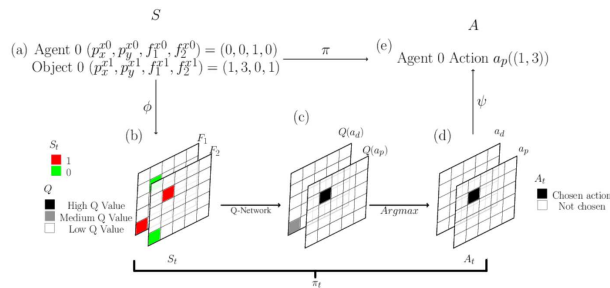 S
A
(a) Agent 0 (p_x^{x0}, p_y^{x0}, f_1^{x0}, f_2^{x0}) = (0, 0, 1, 0)
Object 0 (p_x^{x1}, p_y^{x1}, f_1^{x1}, f_2^{x1}) = (1, 3, 0, 1)
π
(e)
Agent 0 Action a_p((1, 3))
ϕ
ψ
(b)
(c)
(d)
F_1
F_2
Q(a_d)
Q(a_p)
a_d
a_p
S_t
1
0
Q
High Q Value
Medium Q Value
Low Q Value
Q-Network
Argmax
A_t
Chosen action
Not chosen
S_t
A_t
π_t